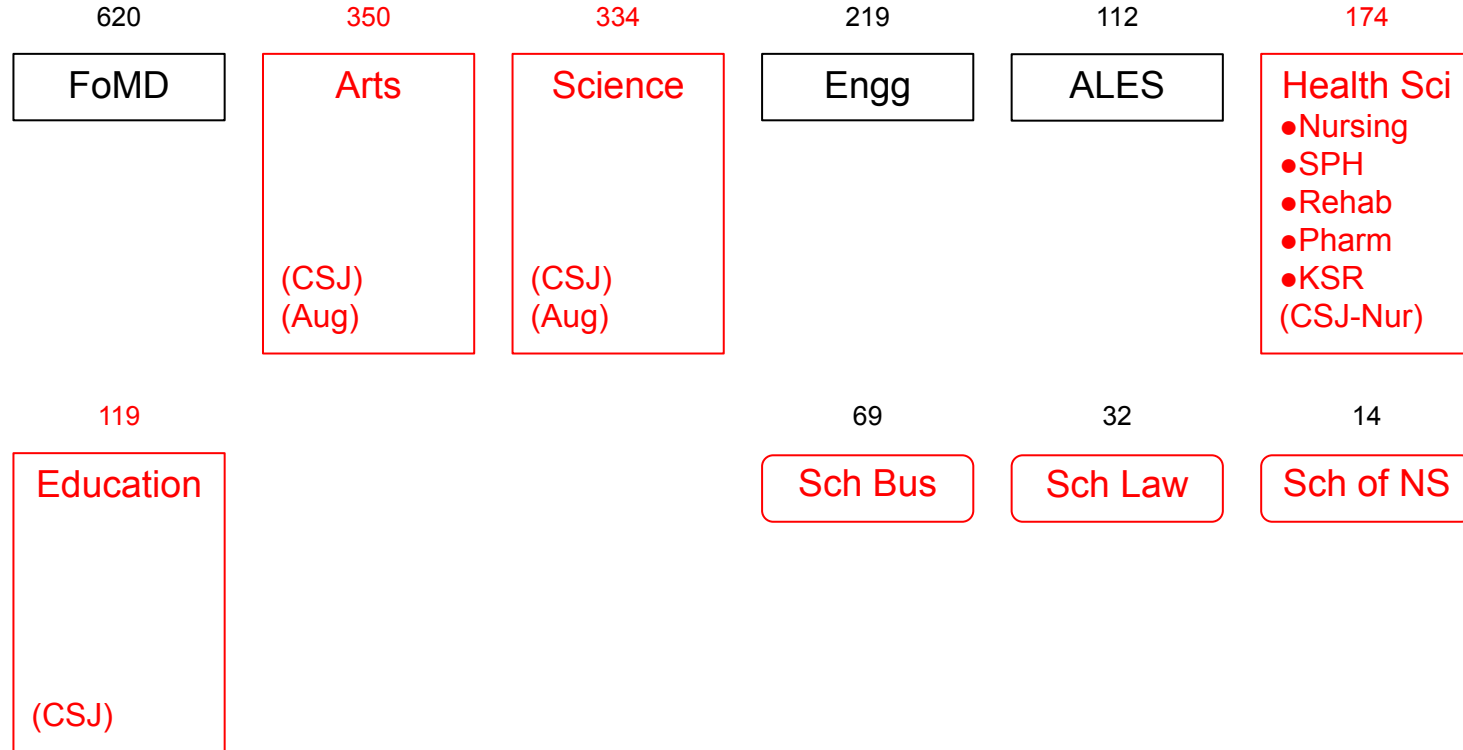 620 350 334 219 112 174
FoMD Arts Science Engg ALES Health Sci
●Nursing
●SPH
●Rehab
●Pharm
(CSJ) (CSJ) ●KSR
(Aug) (Aug) (CSJ-Nur)
119 69 32 14
Education Sch Bus Sch Law Sch of NS
(CSJ)